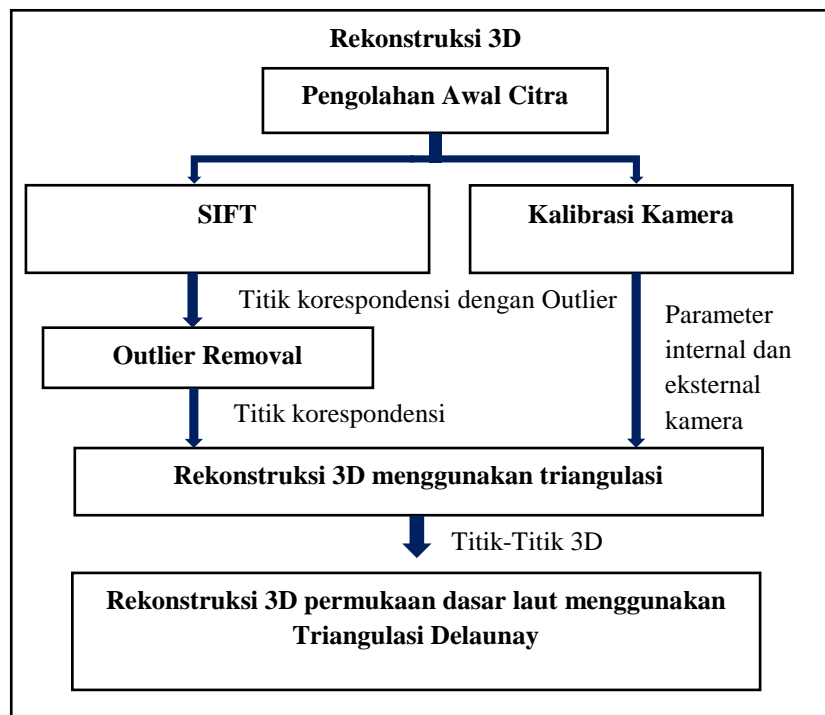 Rekonstruksi 3D
Pengolahan Awal Citra
SIFT
Kalibrasi Kamera
Titik korespondensi dengan Outlier
Parameter
internal dan
eksternal
kamera
Outlier Removal
Titik korespondensi
Rekonstruksi 3D menggunakan triangulasi
Titik-Titik 3D
Rekonstruksi 3D permukaan dasar laut menggunakan
Triangulasi Delaunay